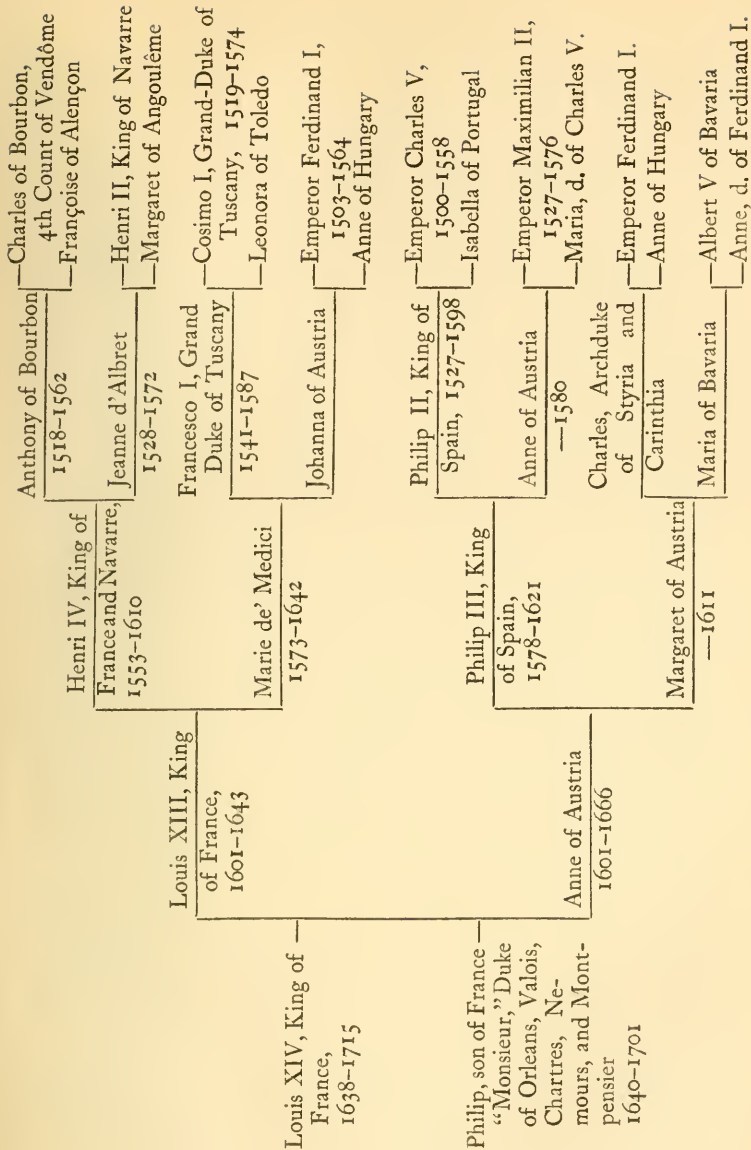 Louis XIV, King of
France,
1638–1715
Philip, son of France
“Monsieur,” Duke
of Orleans, Valois,
Chartres, Ne-
mours, and Mont-
pensier
1640–1701
Louis XIII, King
of France,
1601–1643
Anne of Austria
1601–1666
Henri IV, King of
France and Navarre,
1553–1610
Marie de’ Medici
1573–1642
Philip III, King
of Spain,
1578–1621
Margaret of Austria
—1611
Anthony of Bourbon
1518–1562
Jeanne d’Albret
1528–1572
Francesco I, Grand
Duke of Tuscany
1541–1587
Johanna of Austria
Philip II, King of
Spain, 1527–1598
Anne of Austria
—1580
Charles, Archduke
of Styria and
Carinthia
Maria of Bavaria
Charles of Bourbon,
4th Count of Vendôme
Françoise of Alençon
Henri II, King of Navarre
Margaret of Angoulême
Cosimo I, Grand-Duke of
Tuscany, 1519–1574
Leonora of Toledo
Emperor Ferdinand I,
1503–1564
Anne of Hungary
Emperor Charles V,
1500–1558
Isabella of Portugal
Emperor Maximilian II,
1527–1576
Maria, d. of Charles V.
Emperor Ferdinand I.
Anne of Hungary
Albert V of Bavaria
Anne, d. of Ferdinand I.